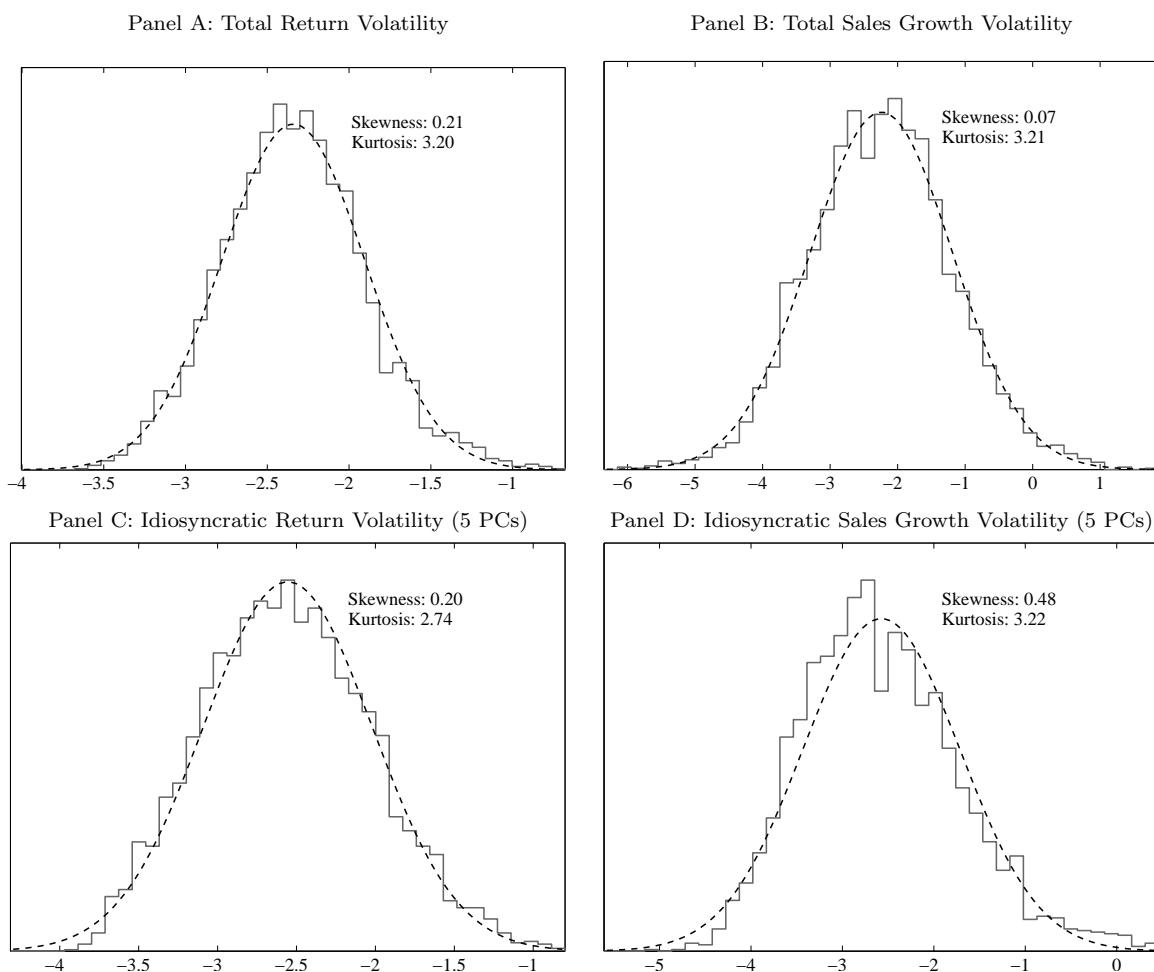 Panel A: Total Return Volatility
Skewness: 0.21
Kurtosis: 3.20
−4 −3.5 −3 −2.5 −2 −1.5 −1
Panel B: Total Sales Growth Volatility
Skewness: 0.07
Kurtosis: 3.21
−6 −5 −4 −3 −2 −1 0 1
Panel C: Idiosyncratic Return Volatility (5 PCs)
Skewness: 0.20
Kurtosis: 2.74
−4 −3.5 −3 −2.5 −2 −1.5 −1
Panel D: Idiosyncratic Sales Growth Volatility (5 PCs)
Skewness: 0.48
Kurtosis: 3.22
−5 −4 −3 −2 −1 0